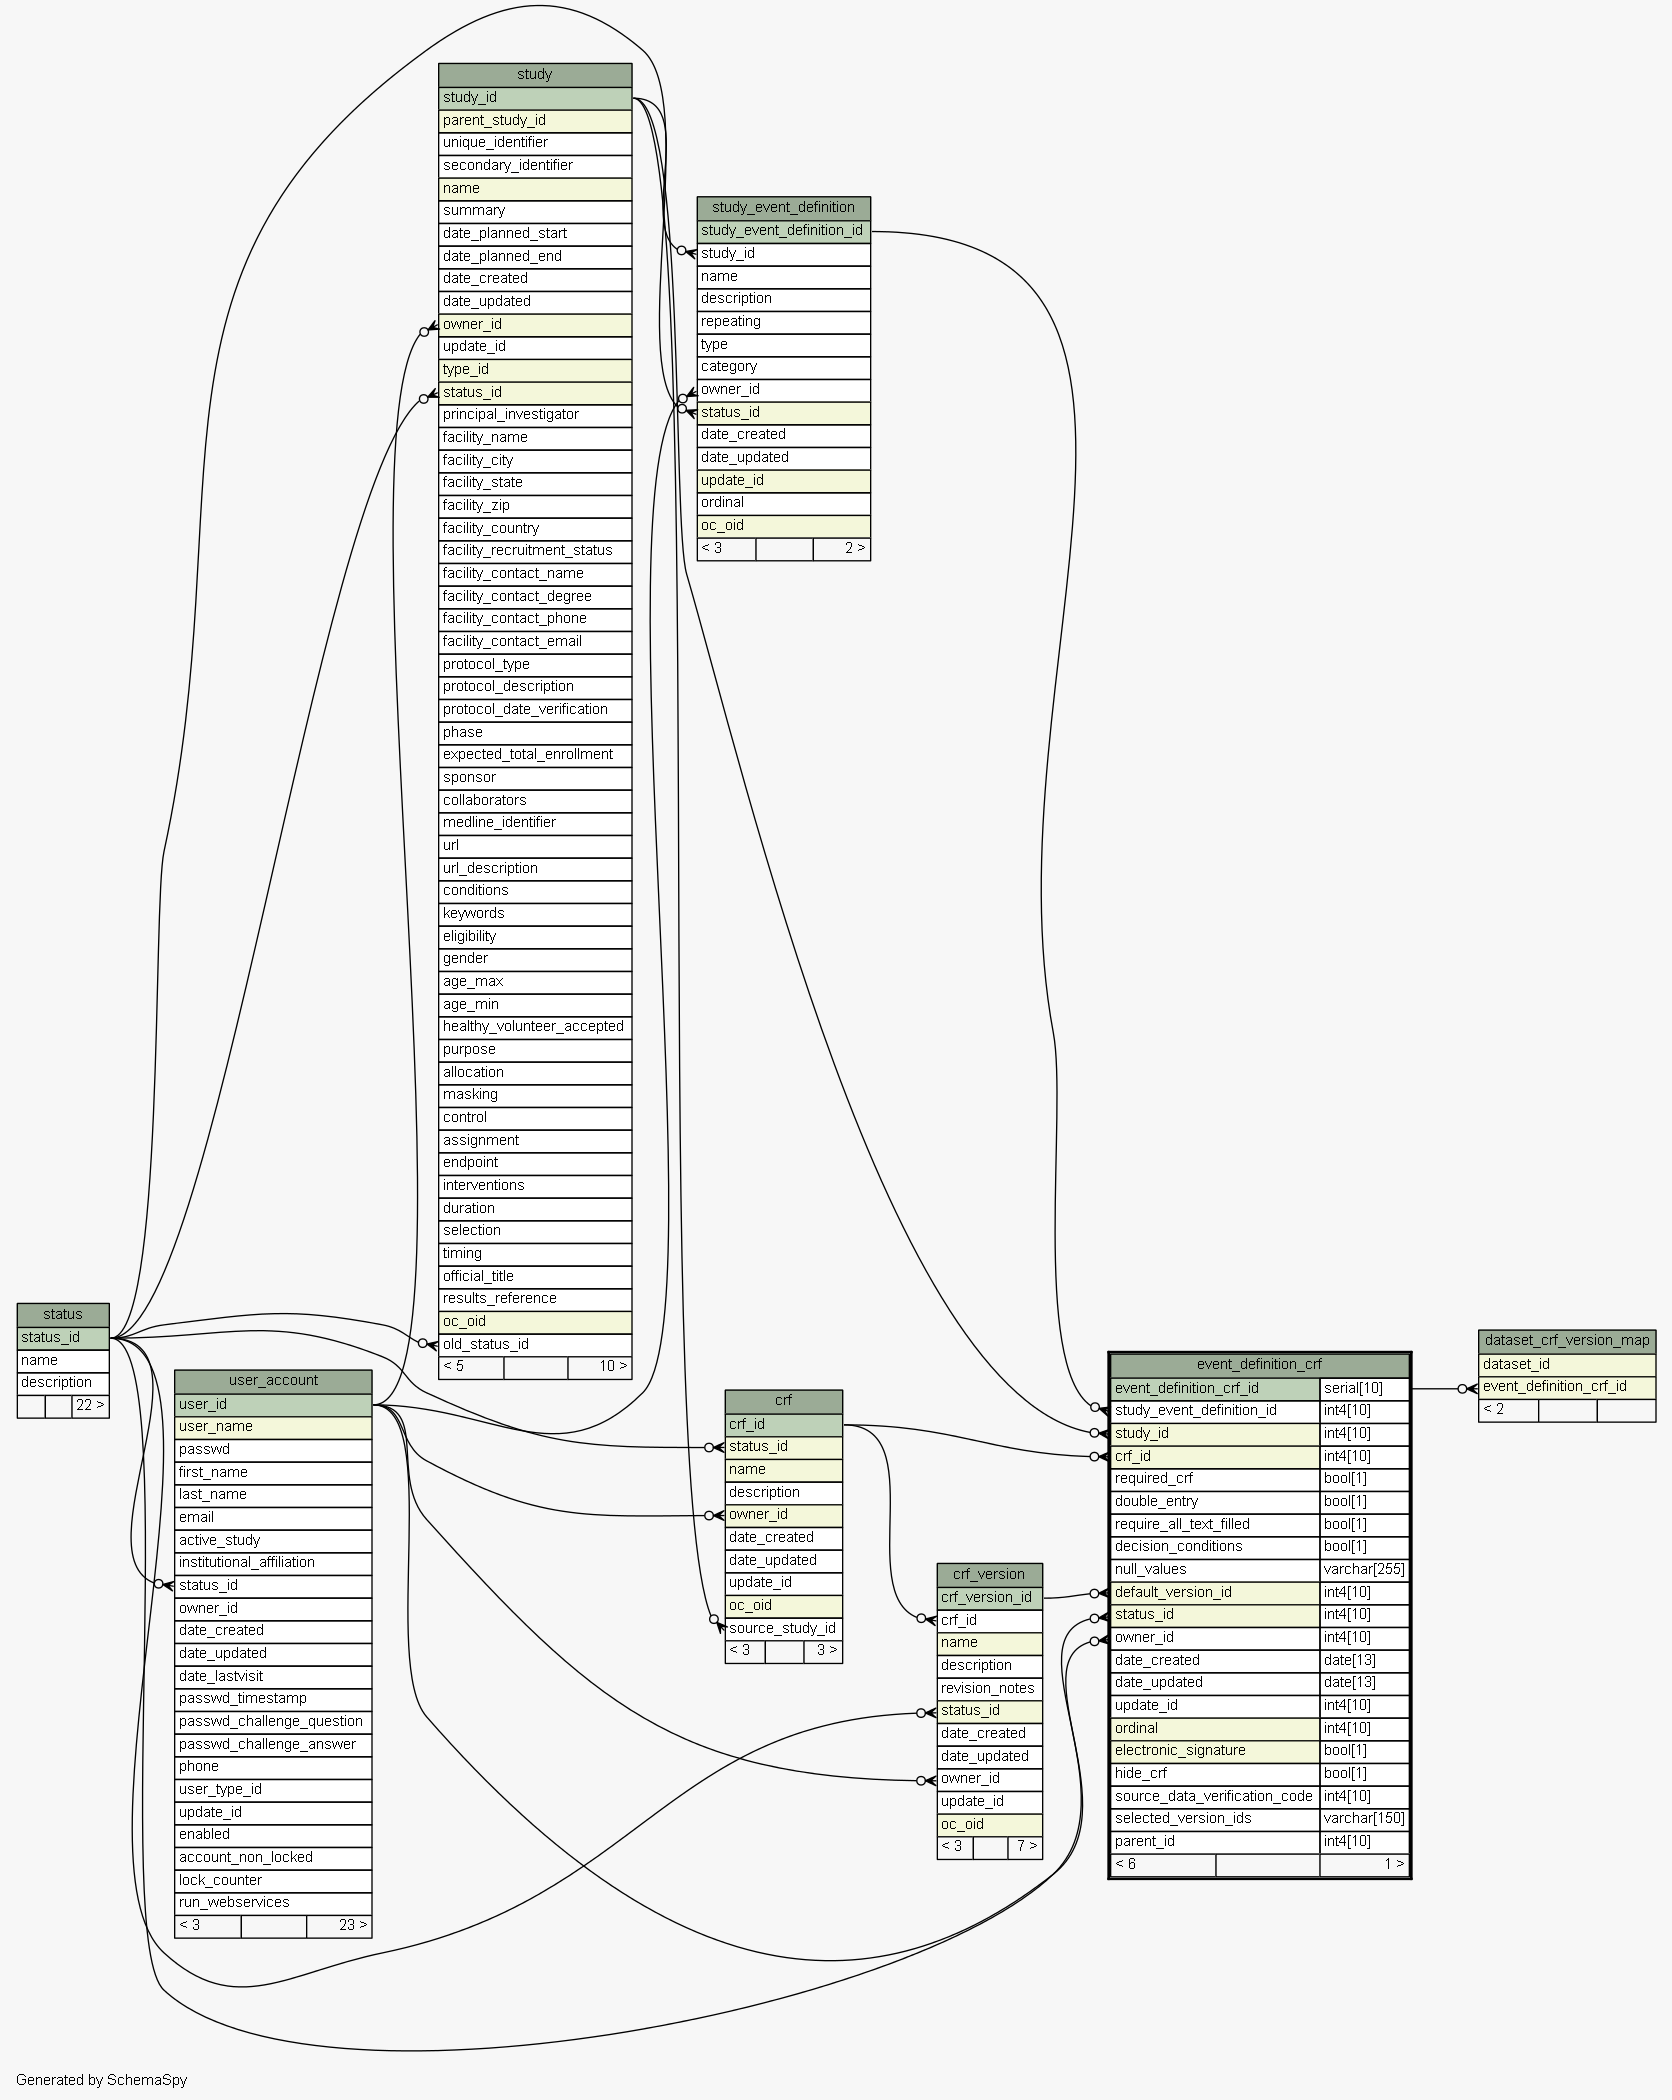 study
study_id
parent_study_id
unique_identifier
secondary_identifier
name
summary
date_planned_start
date_planned_end
date_created
date_updated
owner_id
update_id
type_id
status_id
principal_investigator
facility_name
facility_city
facility_state
facility_zip
facility_country
facility_recruitment_status
facility_contact_name
facility_contact_degree
facility_contact_phone
facility_contact_email
protocol_type
protocol_description
protocol_date_verification
phase
expected_total_enrollment
sponsor
collaborators
medline_identifier
url
url_description
conditions
keywords
eligibility
gender
age_max
age_min
healthy_volunteer_accepted
purpose
allocation
masking
control
assignment
endpoint
interventions
duration
selection
timing
official_title
results_reference
oc_oid
old_status_id
< 5 10 >
study_event_definition
study_event_definition_id
study_id
name
description
repeating
type
category
owner_id
status_id
date_created
date_updated
update_id
ordinal
oc_oid
< 3 2 >
status
status_id
name
description
22 >
user_account
user_id
user_name
passwd
first_name
last_name
email
active_study
institutional_affiliation
status_id
owner_id
date_created
date_updated
date_lastvisit
passwd_timestamp
passwd_challenge_question
passwd_challenge_answer
phone
user_type_id
update_id
enabled
account_non_locked
lock_counter
run_webservices
< 3 23 >
crf
crf_id
status_id
name
description
owner_id
date_created
date_updated
update_id
oc_oid
source_study_id
< 3 3 >
crf_version
crf_version_id
crf_id
name
description
revision_notes
status_id
date_created
date_updated
owner_id
update_id
oc_oid
< 3 7 >
event_definition_crf
event_definition_crf_id serial[10]
study_event_definition_id int4[10]
study_id int4[10]
crf_id int4[10]
required_crf bool[1]
double_entry bool[1]
require_all_text_filled bool[1]
decision_conditions bool[1]
null_values varchar[255]
default_version_id int4[10]
status_id int4[10]
owner_id int4[10]
date_created date[13]
date_updated date[13]
update_id int4[10]
ordinal int4[10]
electronic_signature bool[1]
hide_crf bool[1]
source_data_verification_code int4[10]
selected_version_ids varchar[150]
parent_id int4[10]
< 6 1 >
dataset_crf_version_map
dataset_id
event_definition_crf_id
< 2
Generated by SchemaSpy